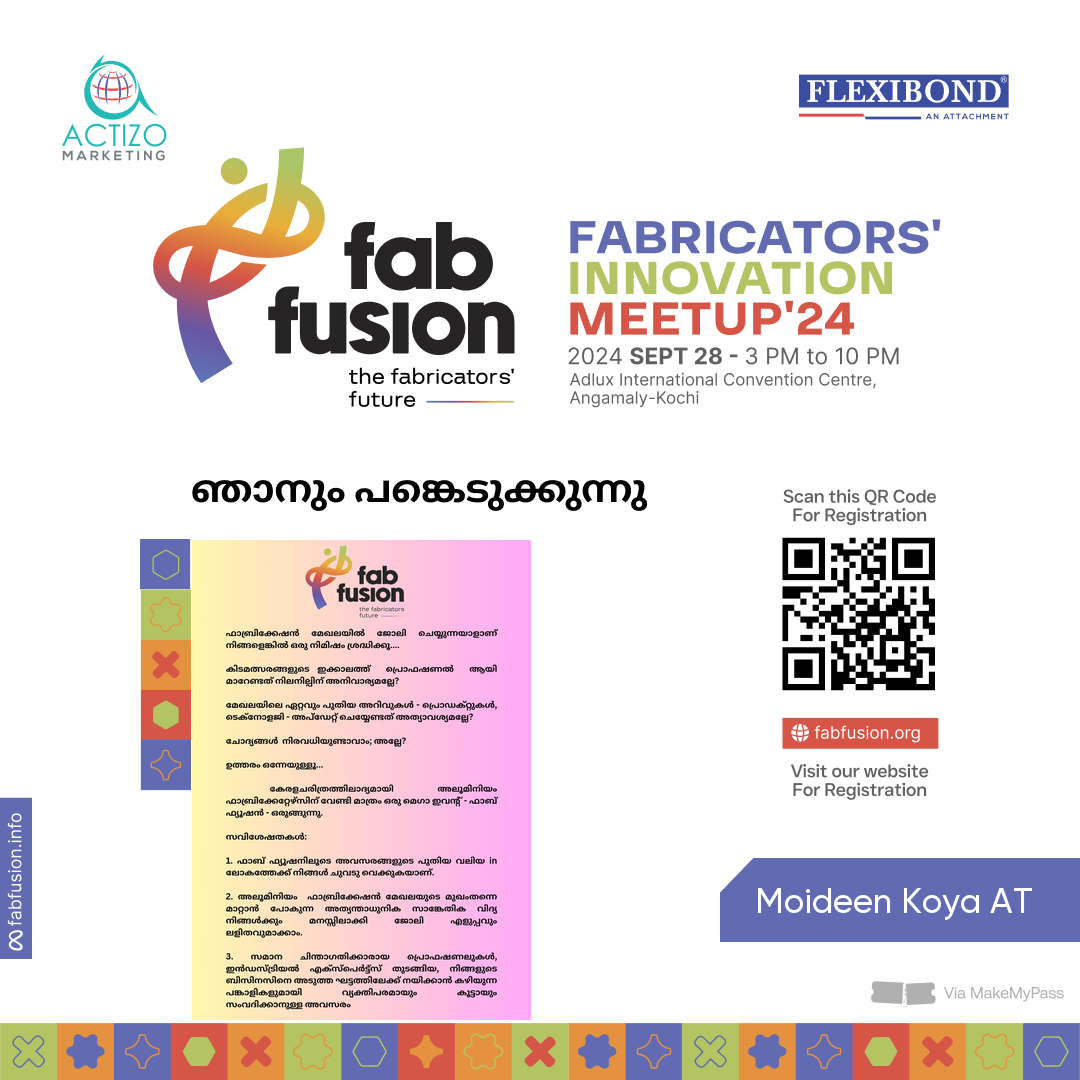 ACTIZO
MARKETING
FLEXIBOND®
AN ATTACHMENT
fab
fusion
the fabricators'
future
FABRICATORS'
INNOVATION
MEETUP'24
2024 SEPT 28 - 3 PM to 10 PM
Adlux International Convention Centre,
Angamaly-Kochi
ഞാനും പങ്കെടുക്കുന്നു
Scan this QR Code
For Registration
fabfusion.org
Visit our website
For Registration
fab
fusion
the fabricators
future
ഫാബ്രിക്കേഷൻ മേഖലയിൽ ജോലി ചെയ്യുന്നയാളാണ്
നിങ്ങളെങ്കിൽ ഒരു നിമിഷം ശ്രദ്ധിക്കൂ....
കിടമത്സരങ്ങളുടെ ഇക്കാലത്ത് പ്രൊഫഷണൽ ആയി
മാറേണ്ടത് നിലനില്പിന് അനിവാര്യമല്ലേ?
മേഖലയിലെ ഏറ്റവും പുതിയ അറിവുകൾ - പ്രൊഡക്റ്റുകൾ,
ടെക്നോളജി - അപ്ഡേറ്റ് ചെയ്യേണ്ടത് അത്യാവശ്യമല്ലേ?
ചോദ്യങ്ങൾ നിരവധിയുണ്ടാവാം; അല്ലേ?
ഉത്തരം ഒന്നേയുള്ളൂ...
കേരളചരിത്രത്തിലാദ്യമായി അലൂമിനിയം
ഫാബ്രിക്കേറ്റേഴ്സിന് വേണ്ടി മാത്രം ഒരു മെഗാ ഇവന്റ് - ഫാബ്
ഫ്യൂഷൻ - ഒരുങ്ങുന്നു.
സവിശേഷതകൾ:
1. ഫാബ് ഫ്യൂഷനിലൂടെ അവസരങ്ങളുടെ പുതിയ വലിയ in
ലോകത്തേക്ക് നിങ്ങൾ ചുവടു വെക്കുകയാണ്.
2. അലൂമിനിയം ഫാബ്രിക്കേഷൻ മേഖലയുടെ മുഖംതന്നെ
മാറ്റാൻ പോകുന്ന അത്യന്താധുനിക സാങ്കേതിക വിദ്യ
നിങ്ങൾക്കും മനസ്സിലാക്കി ജോലി എളുപ്പവും
ലളിതവുമാക്കാം.
3. സമാന ചിന്താഗതിക്കാരായ പ്രൊഫഷണലുകൾ,
ഇൻഡസ്ട്രിയൽ എക്സ്പെർട്ട്സ് തുടങ്ങിയ, നിങ്ങളുടെ
ബിസിനസിനെ അടുത്ത ഘട്ടത്തിലേക്ക് നയിക്കാൻ കഴിയുന്ന
പങ്കാളികളുമായി വ്യക്തിപരമായും കൂട്ടായും
സംവദിക്കാനുള്ള അവസരം
fabfusion.info
Moideen Koya AT
Via MakeMyPass